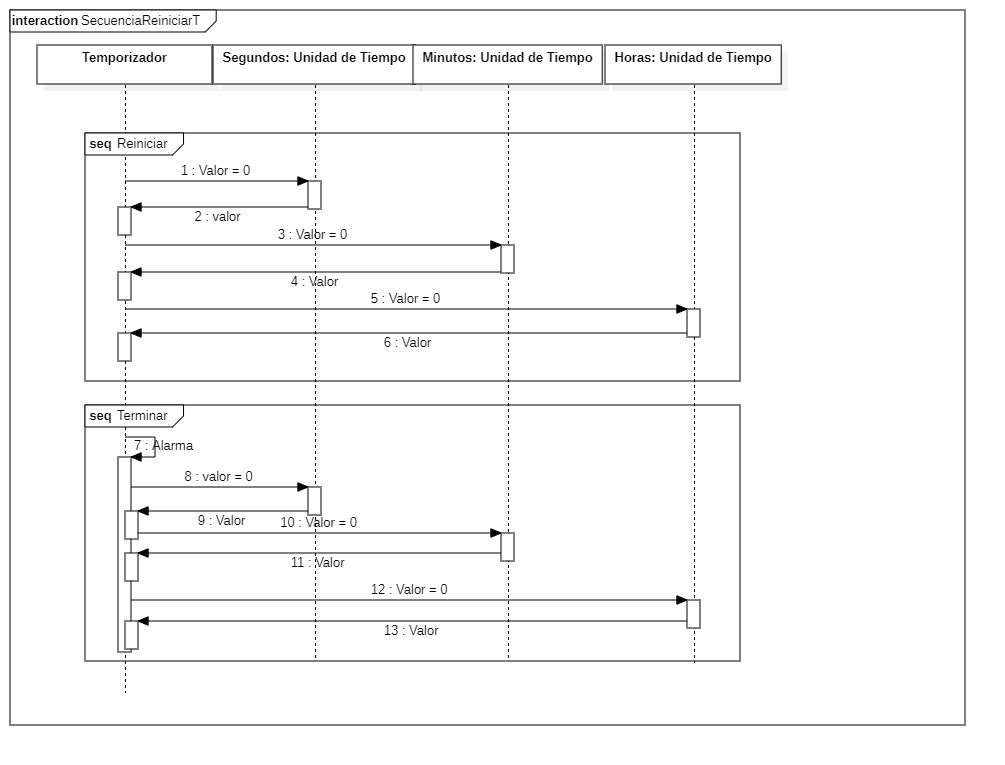 interaction SecuenciaReiniciarT
Temporizador
Segundos: Unidad de Tiempo
Minutos: Unidad de Tiempo
Horas: Unidad de Tiempo
seq Reiniciar
1 : Valor = 0
2 : valor
3 : Valor = 0
4 : Valor
5 : Valor = 0
6 : Valor
seq Terminar
7 : Alarma
8 : valor = 0
9 : Valor
10 : Valor = 0
11 : Valor
12 : Valor = 0
13 : Valor